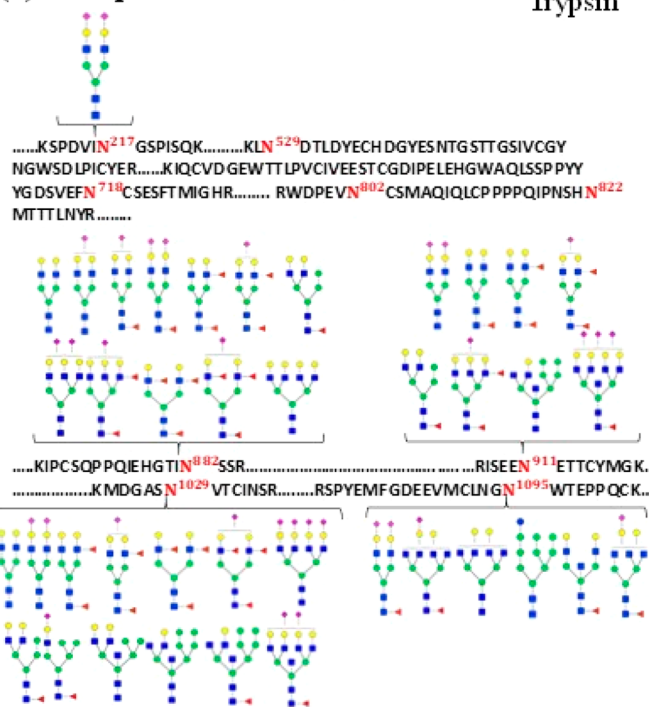 Trypsin
......KSPDVIN217GSPISQK.........KLN529DTLDYECHDGYESNTGSTTGSIVCGY
NGWSDLPICYER......KIQCVDGEWTTLPVCIVEESTCGDIPELEHGWAQLSSPPYY
YGDSVEFN718CSESFTMIGHR........ RWDPEVN802CSMAQIQLCPPPPQIPNSHN822
MTTTLNYR........
.....KIPCSQPPQIEHGTIN882SSR................................................RISEEN911ETTCYMGK..
..................KMDGASN1029VTCINSR.........RSPYEMFGDEEVMCLNGN1095WTEPPQCK...